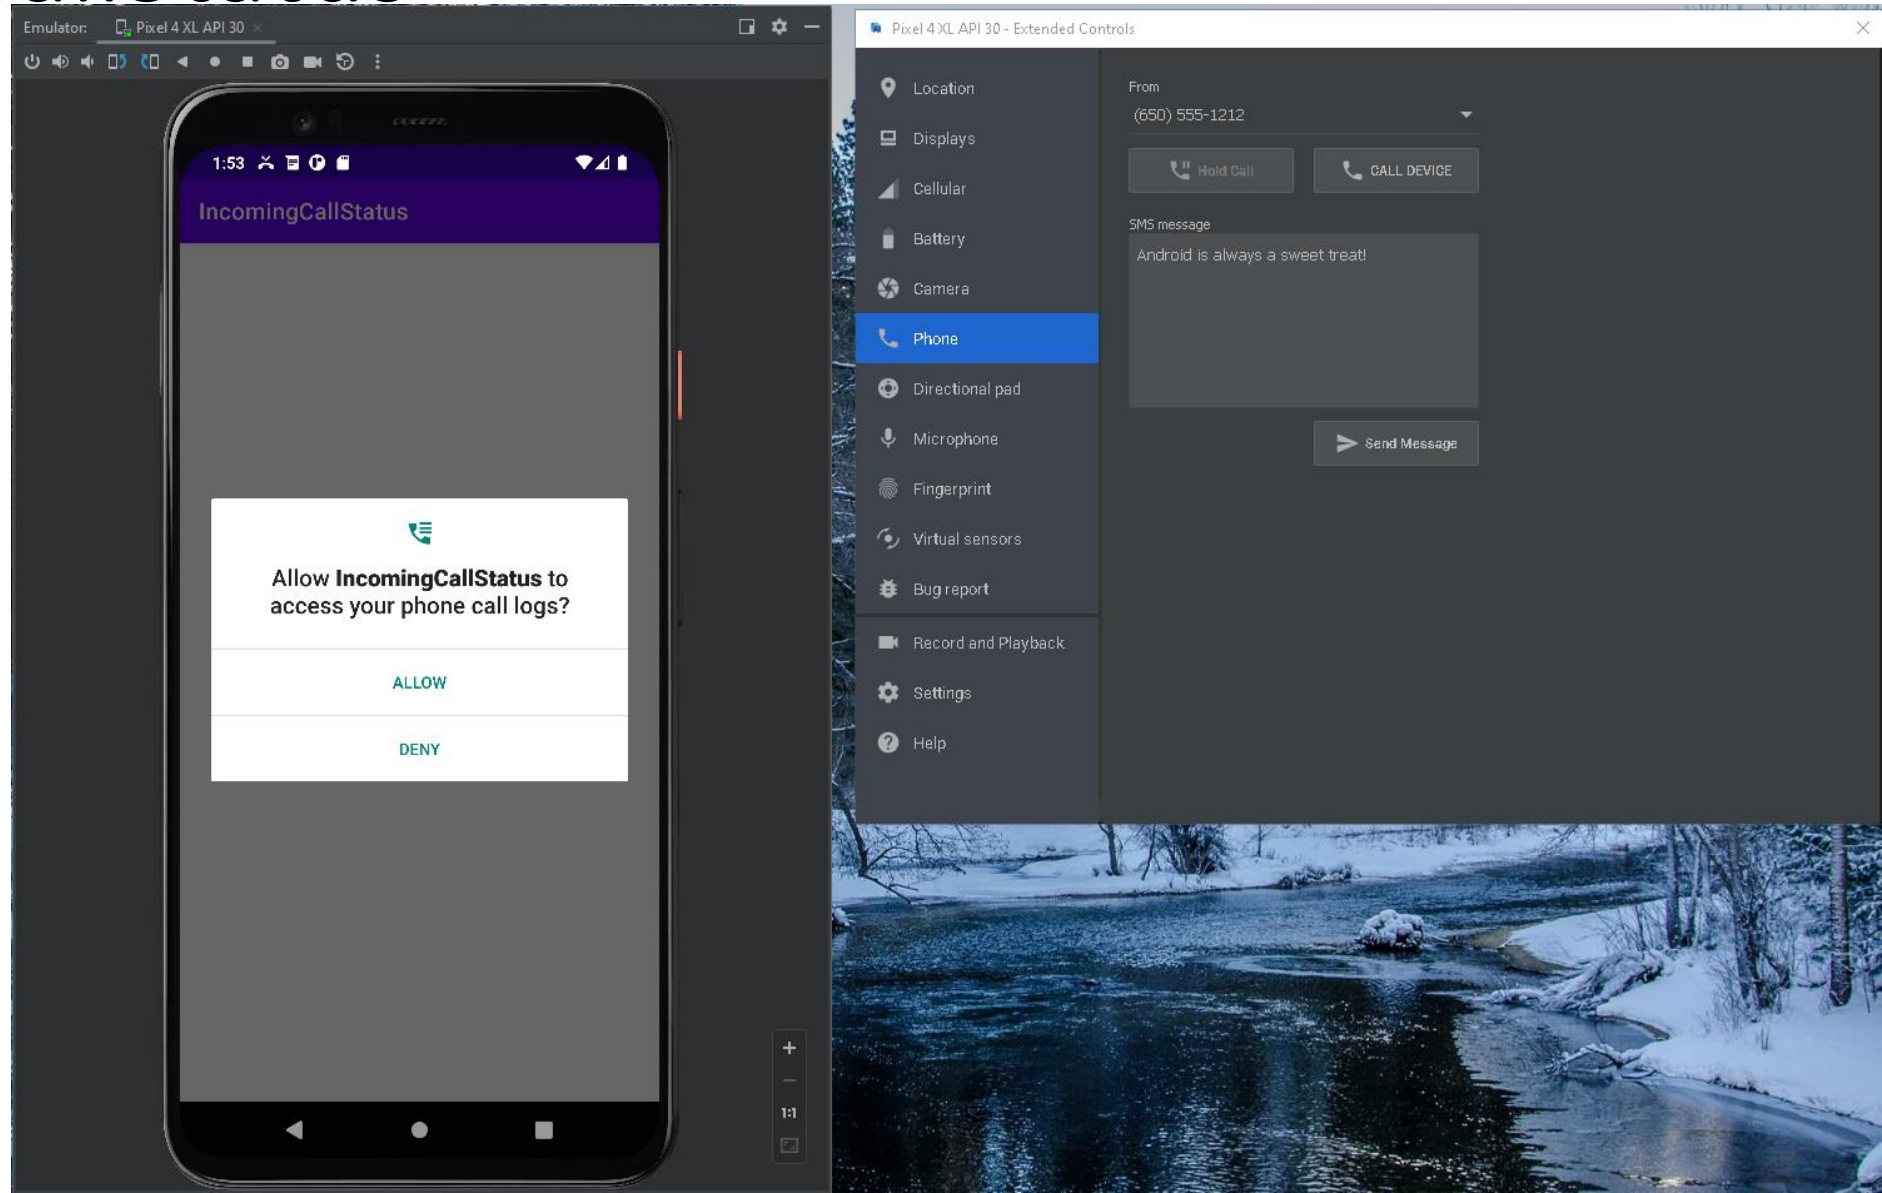 Emulator: Pixel 4 XL API 30
1:53
IncomingCallStatus
Allow IncomingCallStatus to
access your phone call logs?
ALLOW
DENY
1:1
Pixel 4 XL API 30 - Extended Controls
Location
Displays
Cellular
Battery
Camera
Phone
Directional pad
Microphone
Fingerprint
Virtual sensors
Bug report
Record and Playback
Settings
Help
From
(650) 555-1212
Hold Call
CALL DEVICE
SMS message
Android is always a sweet treat!
Send Message